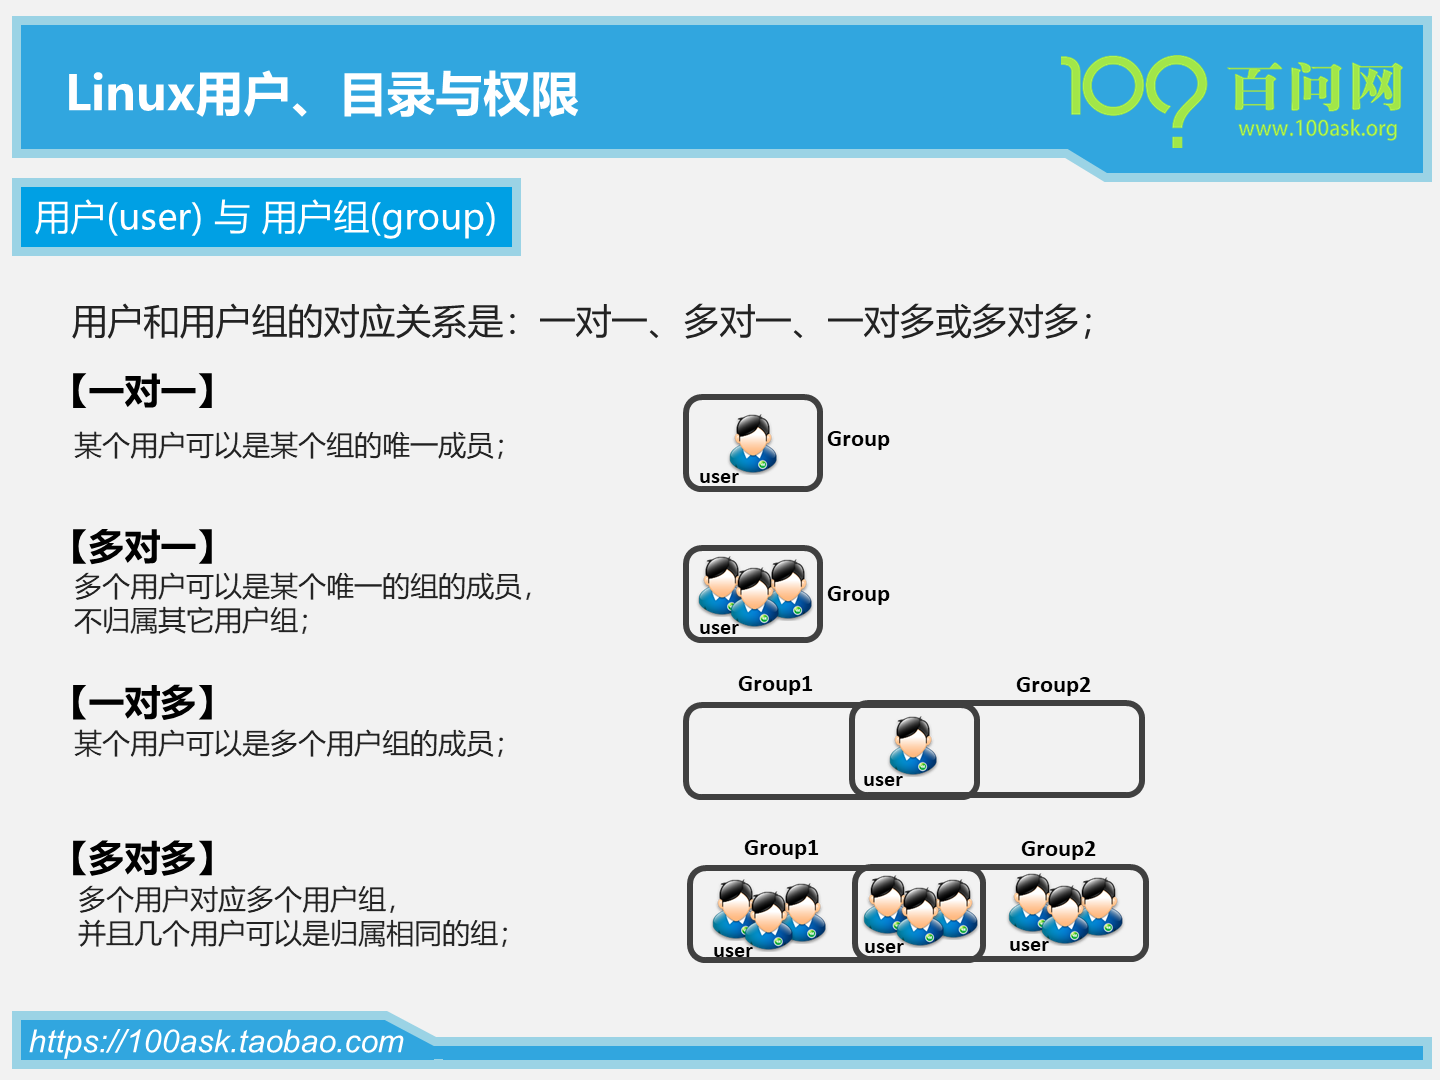 Linux用户、目录与权限
100? 百问网
www.100ask.org
用户(user) 与 用户组(group)
用户和用户组的对应关系是：一对一、多对一、一对多或多对多；
【一对一】
某个用户可以是某个组的唯一成员；
user
Group
【多对一】
多个用户可以是某个唯一的组的成员，
不归属其它用户组；
user
Group
【一对多】
某个用户可以是多个用户组的成员；
Group1
Group2
user
【多对多】
多个用户对应多个用户组，
并且几个用户可以是归属相同的组；
Group1
Group2
user
user
user
https://100ask.taobao.com